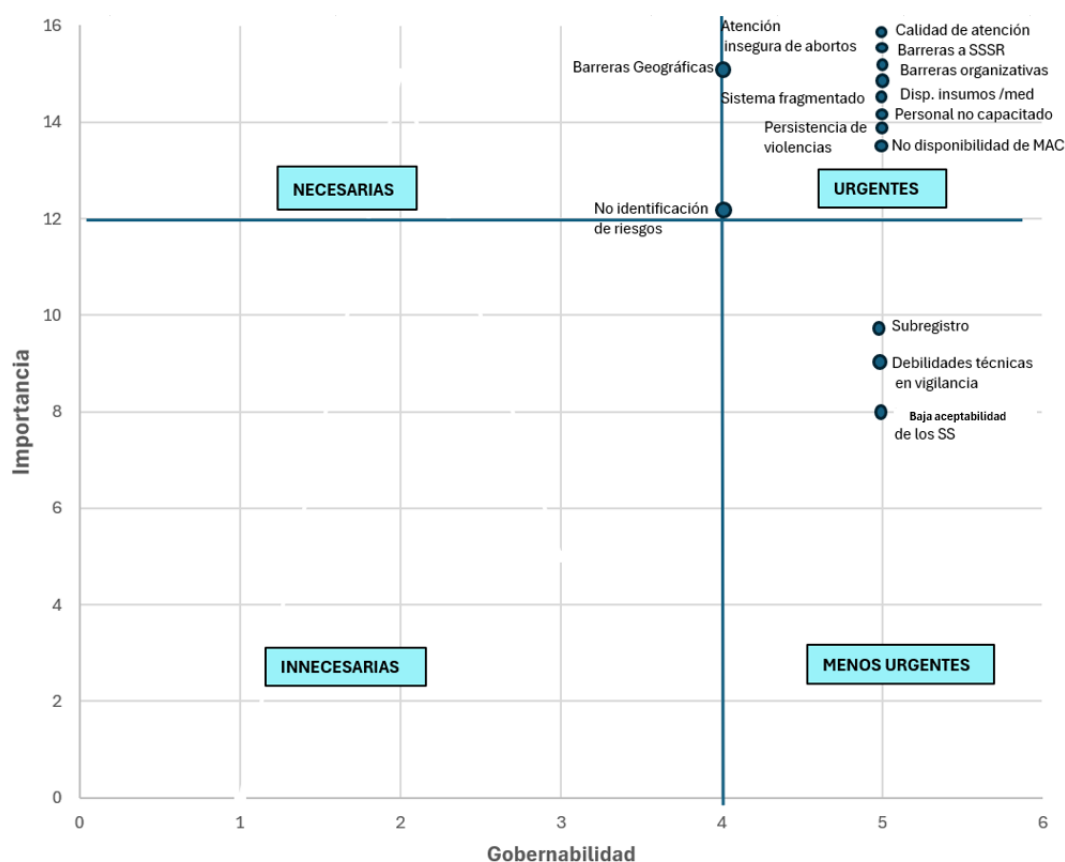 16
Atención
insegura de abortos
Calidad de atención
Barreras a SSSR
Barreras Geográficas
Barreras organizativas
Sistema fragmentado
Disp. insumos /med
14
Personal no capacitado
Persistencia de
violencias
No disponibilidad de MAC
NECESARIAS
URGENTES
12
No identificación
de riesgos
10
Subregistro
Debilidades técnicas
en vigilancia
8
Baja aceptabilidad
de los SS
Importancia
6
4
INNECESARIAS
MENOS URGENTES
2
0
0 1 2 3 4 5 6
Gobernabilidad